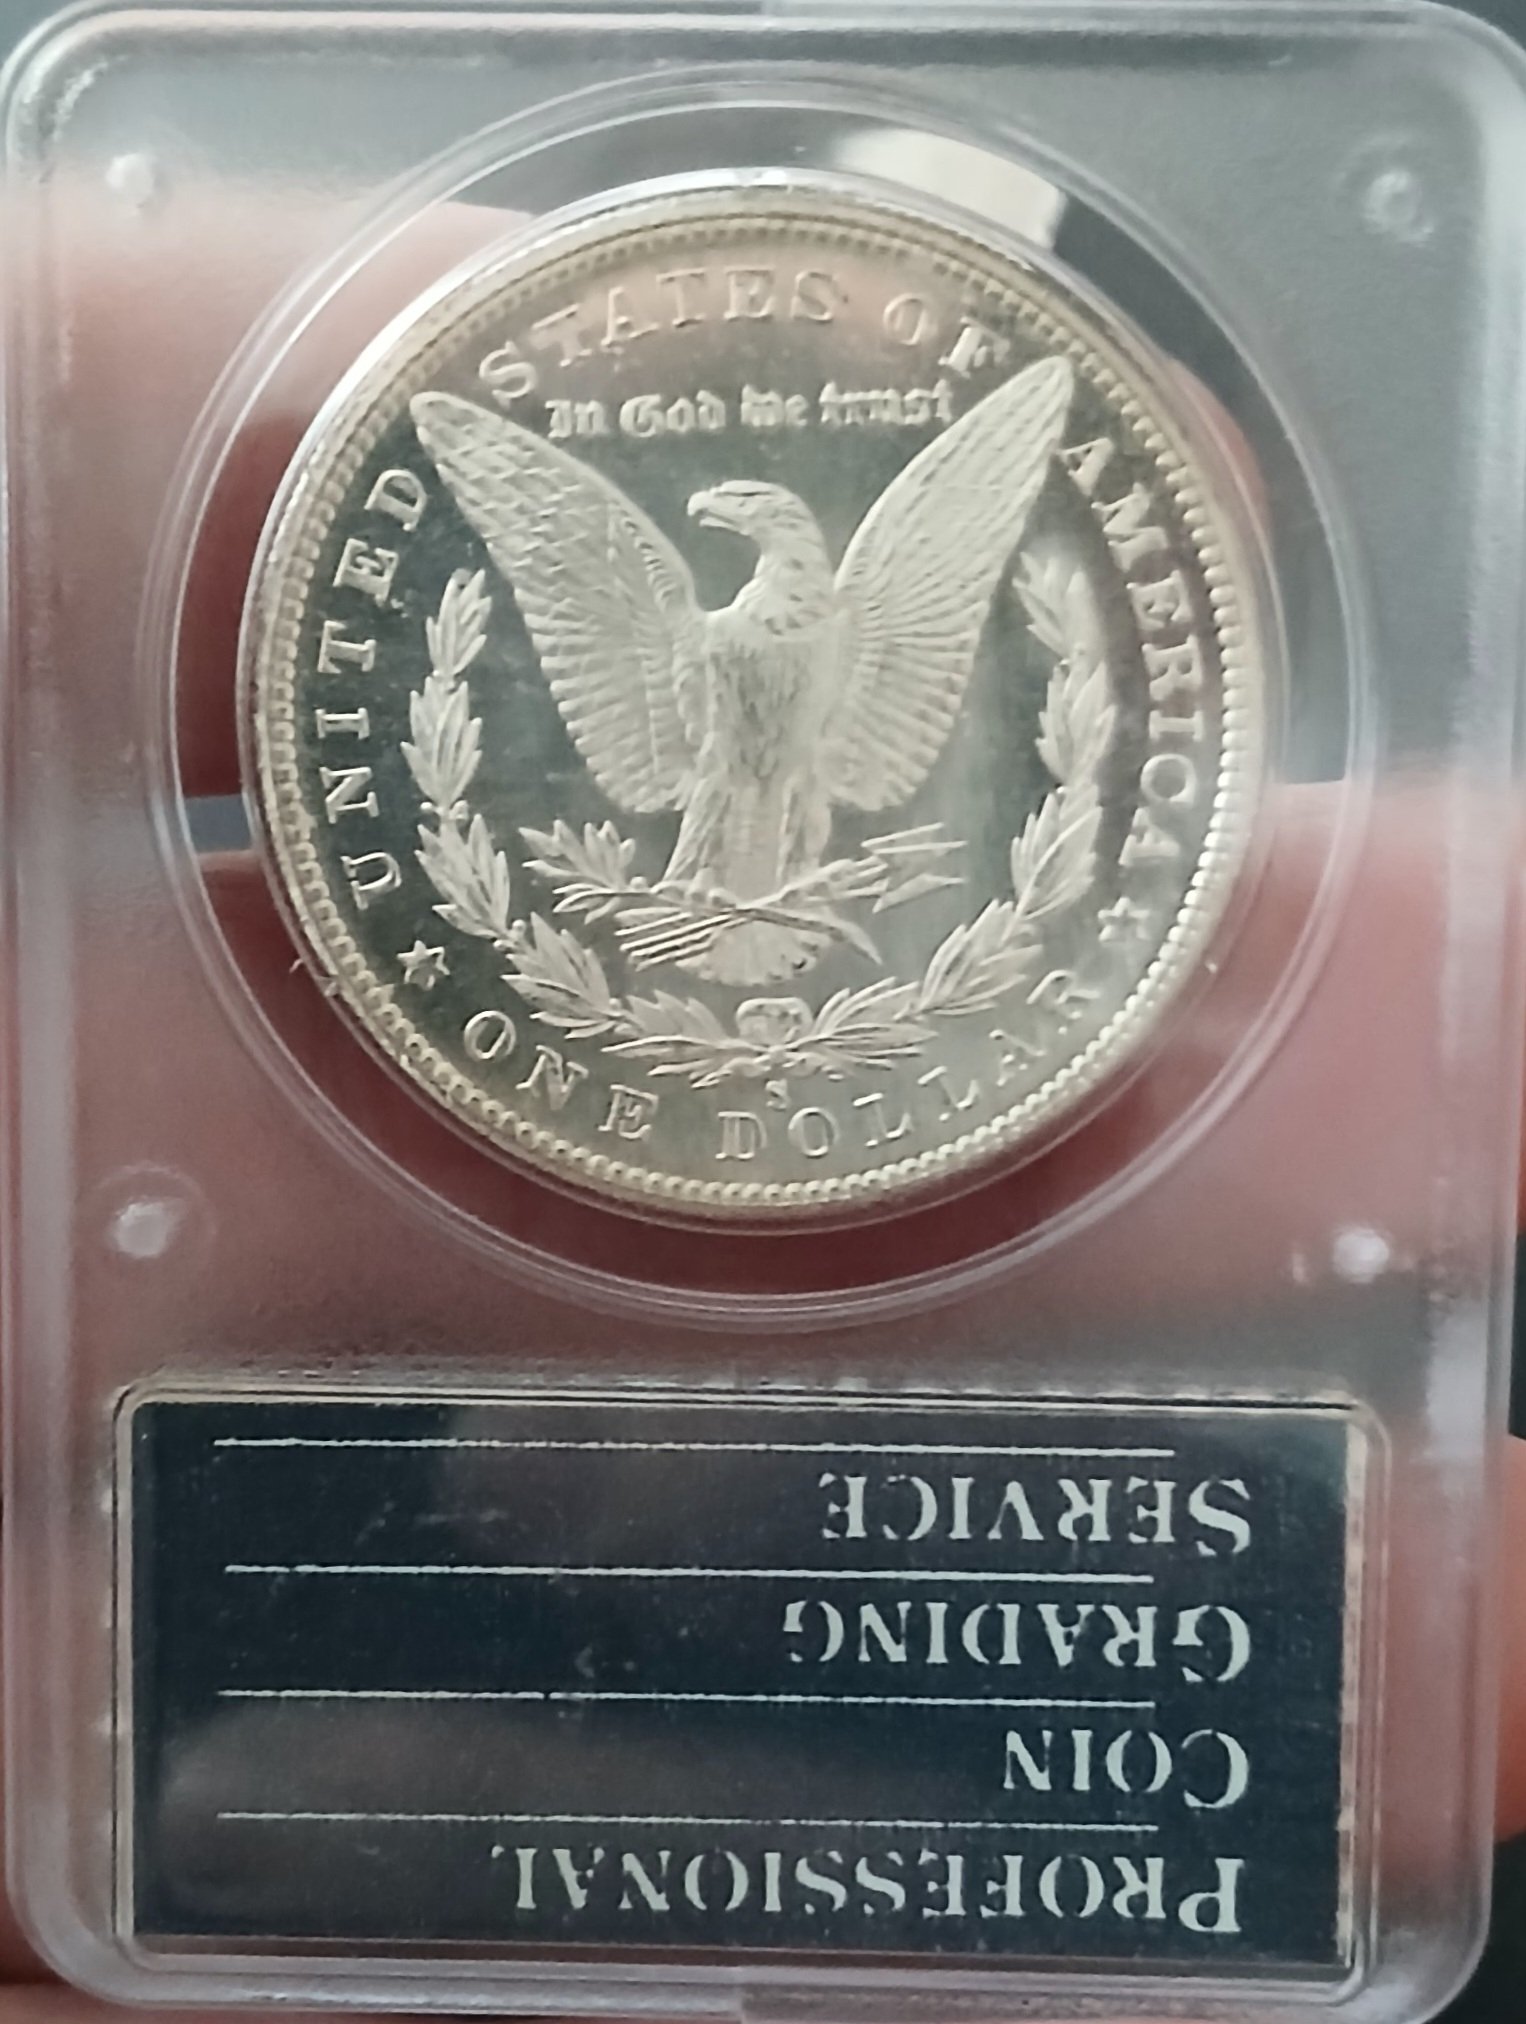 UNITED STATES OF AMERICA
In God we trust
S
★ ONE DOLLAR ★
PROFESSIONAL
COIN
GRADING
SERVICE